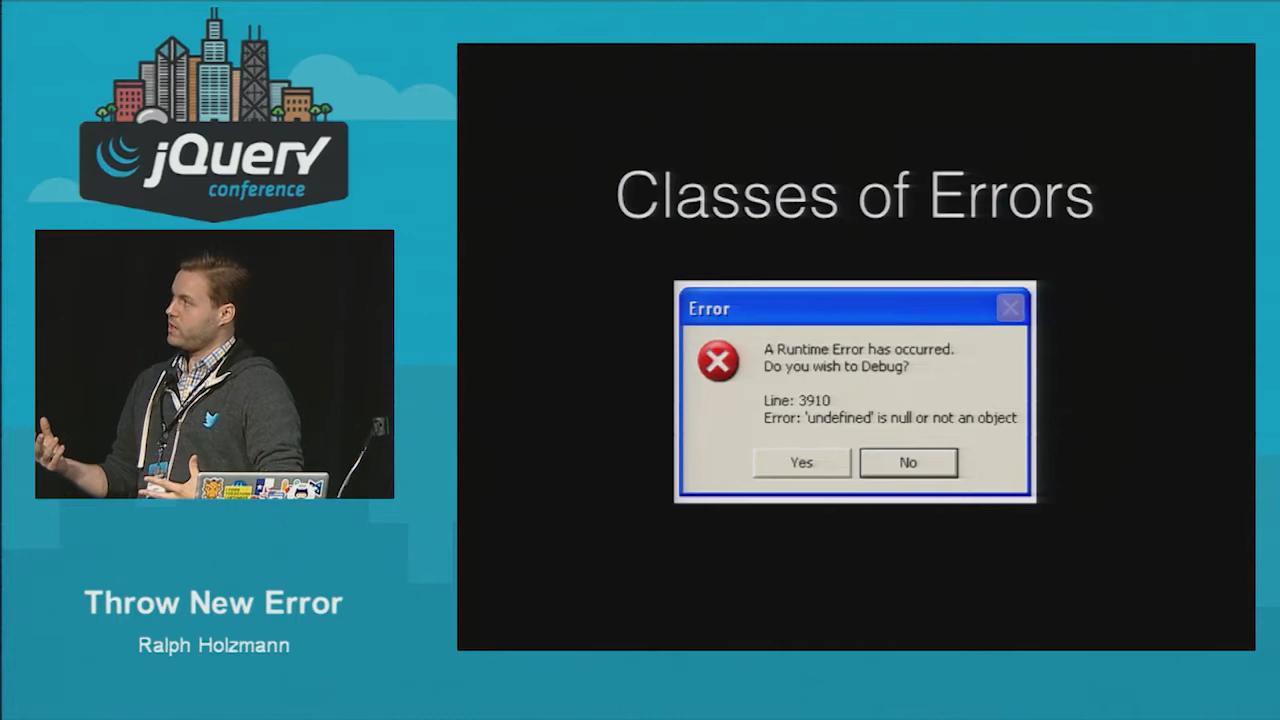 jQuery
conference
Throw New Error
Ralph Holzmann
Classes of Errors
Error
A Runtime Error has occurred.
Do you wish to Debug?
Line: 3910
Error: 'undefined' is null or not an object
Yes
No